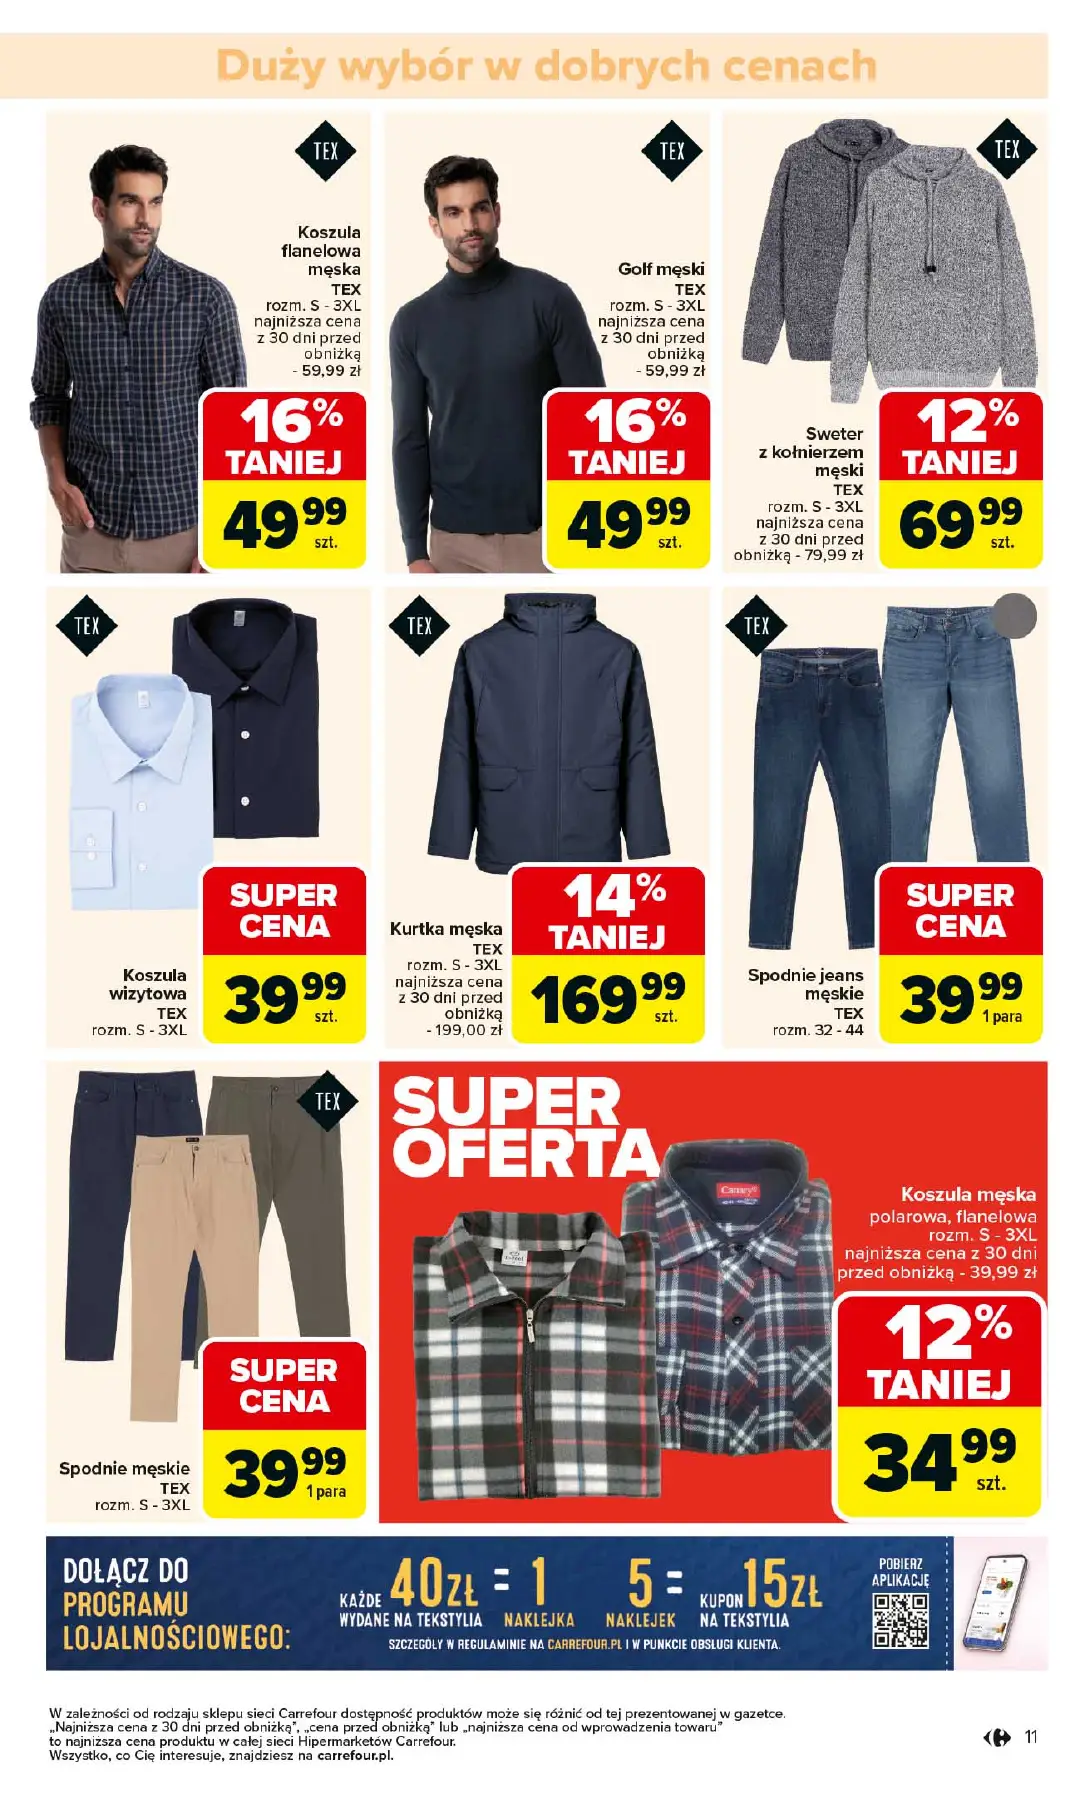 Duży wybór w dobrych cenach
TEX
Koszula
flanelowa
męska
TEX
rozm. S - 3XL
najniższa cena
z 30 dni przed
obniżką
- 59,99 zł
16%
TANIEJ
49 99
szt.
TEX
Golf męski
TEX
rozm. S - 3XL
najniższa cena
z 30 dni przed
obniżką
- 59,99 zł
16%
TANIEJ
49 99
szt.
TEX
Sweter
z kołnierzem
męski
TEX
rozm. S - 3XL
najniższa cena
z 30 dni przed
obniżką - 79,99 zł
12%
TANIEJ
69 99
szt.
TEX
Koszula
wizytowa
TEX
rozm. S - 3XL
SUPER
CENA
39 99
szt.
TEX
Kurtka męska
TEX
rozm. S - 3XL
najniższa cena
z 30 dni przed
obniżką
- 199,00 zł
14%
TANIEJ
169 99
szt.
TEX
Spodnie jeans
męskie
TEX
rozm. 32 - 44
SUPER
CENA
39 99
1 para
TEX
Spodnie męskie
TEX
rozm. S - 3XL
SUPER
CENA
39 99
1 para
SUPER
OFERTA
Canary
Koszula męska
polarowa, flanelowa
rozm. S - 3XL
najniższa cena z 30 dni
przed obniżką - 39,99 zł
12%
TANIEJ
34 99
szt.
DOŁĄCZ DO
PROGRAMU
LOJALNOŚCIOWEGO:
KAŻDE 40ZŁ = 1 5 = KUPON 15ZŁ
WYDANE NA TEKSTYLIA NAKLEJKA NAKLEJEK NA TEKSTYLIA
SZCZEGÓŁY W REGULAMINIE NA CARREFOUR.PL I W PUNKCIE OBSŁUGI KLIENTA.
POBIERZ
APLIKACJĘ
W zależności od rodzaju sklepu sieci Carrefour dostępność produktów może się różnić od tej prezentowanej w gazetce.
„Najniższa cena z 30 dni przed obniżką”, „cena przed obniżką” lub „najniższa cena od wprowadzenia towaru”
to najniższa cena produktu w całej sieci Hipermarketów Carrefour.
Wszystko, co Cię interesuje, znajdziesz na carrefour.pl.
11